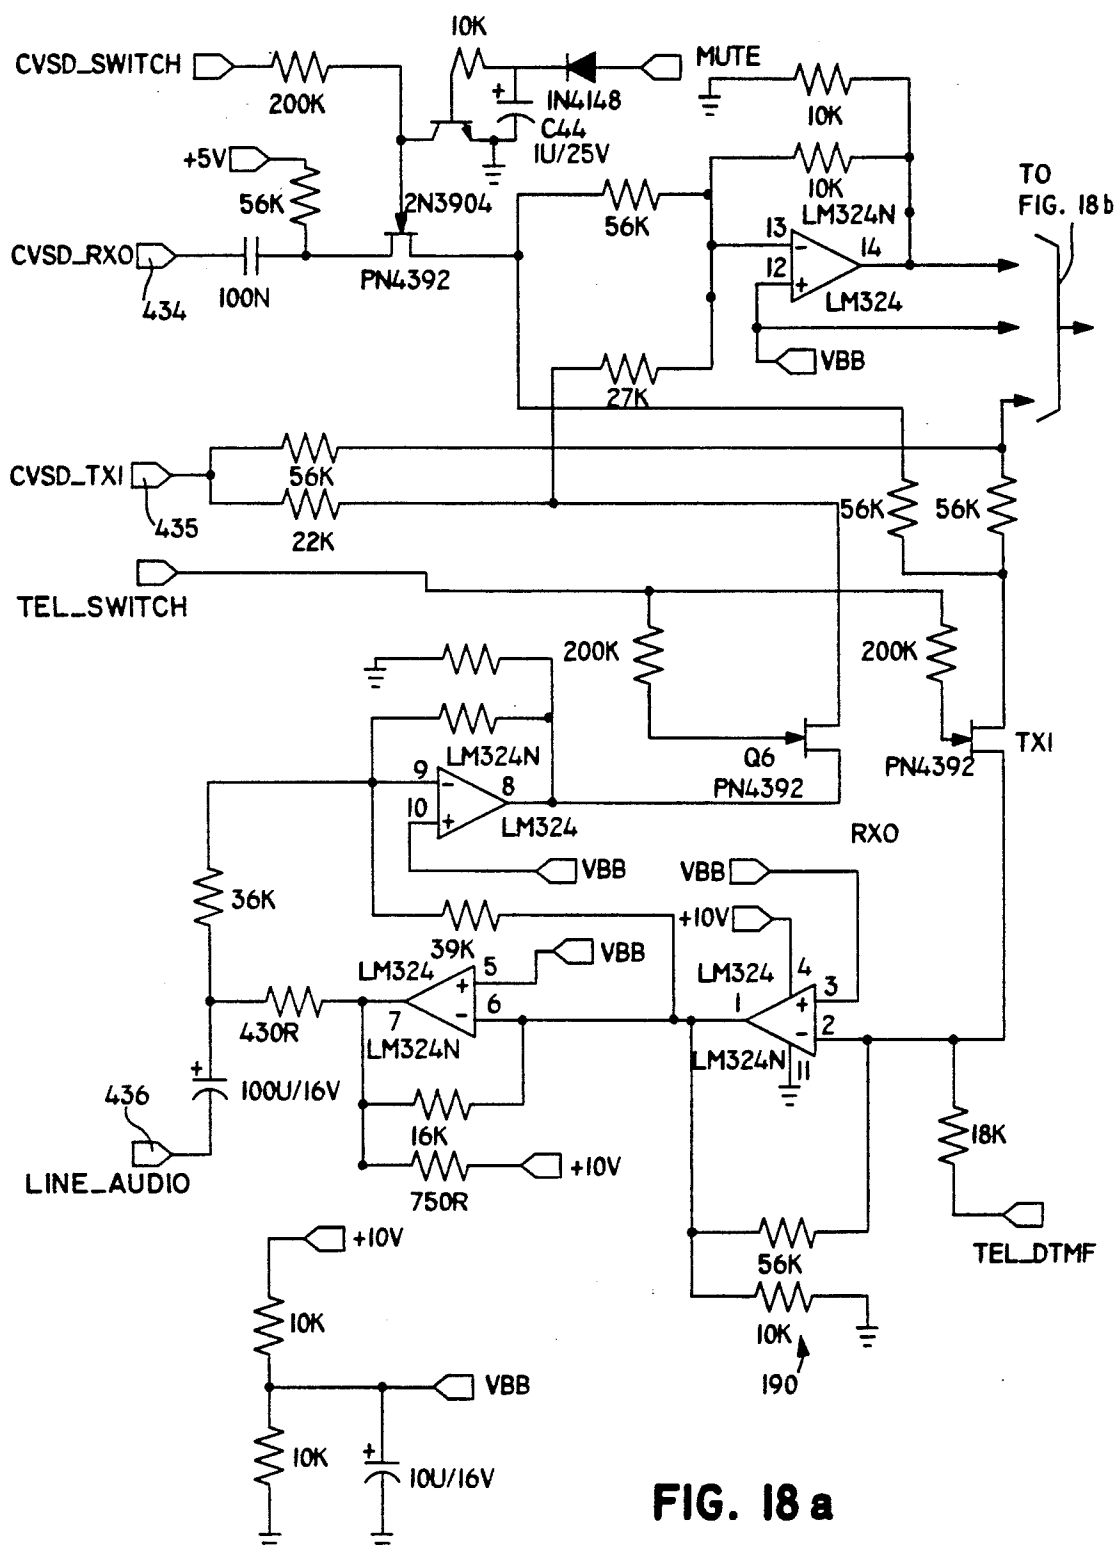 10K
CVSD_SWITCH
MUTE
200K
1N4148
C44
1U/25V
10K
+5V
56K
2N3904
56K
10K
LM324N
TO
FIG. 18b
CVSD_RXO
13
14
12
434
100N
PN4392
LM324
VBB
27K
CVSD_TXI
56K
435
22K
56K
56K
TEL_SWITCH
200K
200K
LM324N
9
8
10
LM324
Q6
PN4392
PN4392
TXI
RXO
VBB
VBB
36K
+10V
39K
LM324
5
VBB
LM324
4
3
1
6
2
430R
7
LM324N
LM324N
11
436
100U/16V
16K
18K
LINE_AUDIO
750R
+10V
+10V
56K
TEL_DTMF
10K
10K
190
VBB
10K
10U/16V
FIG. 18a